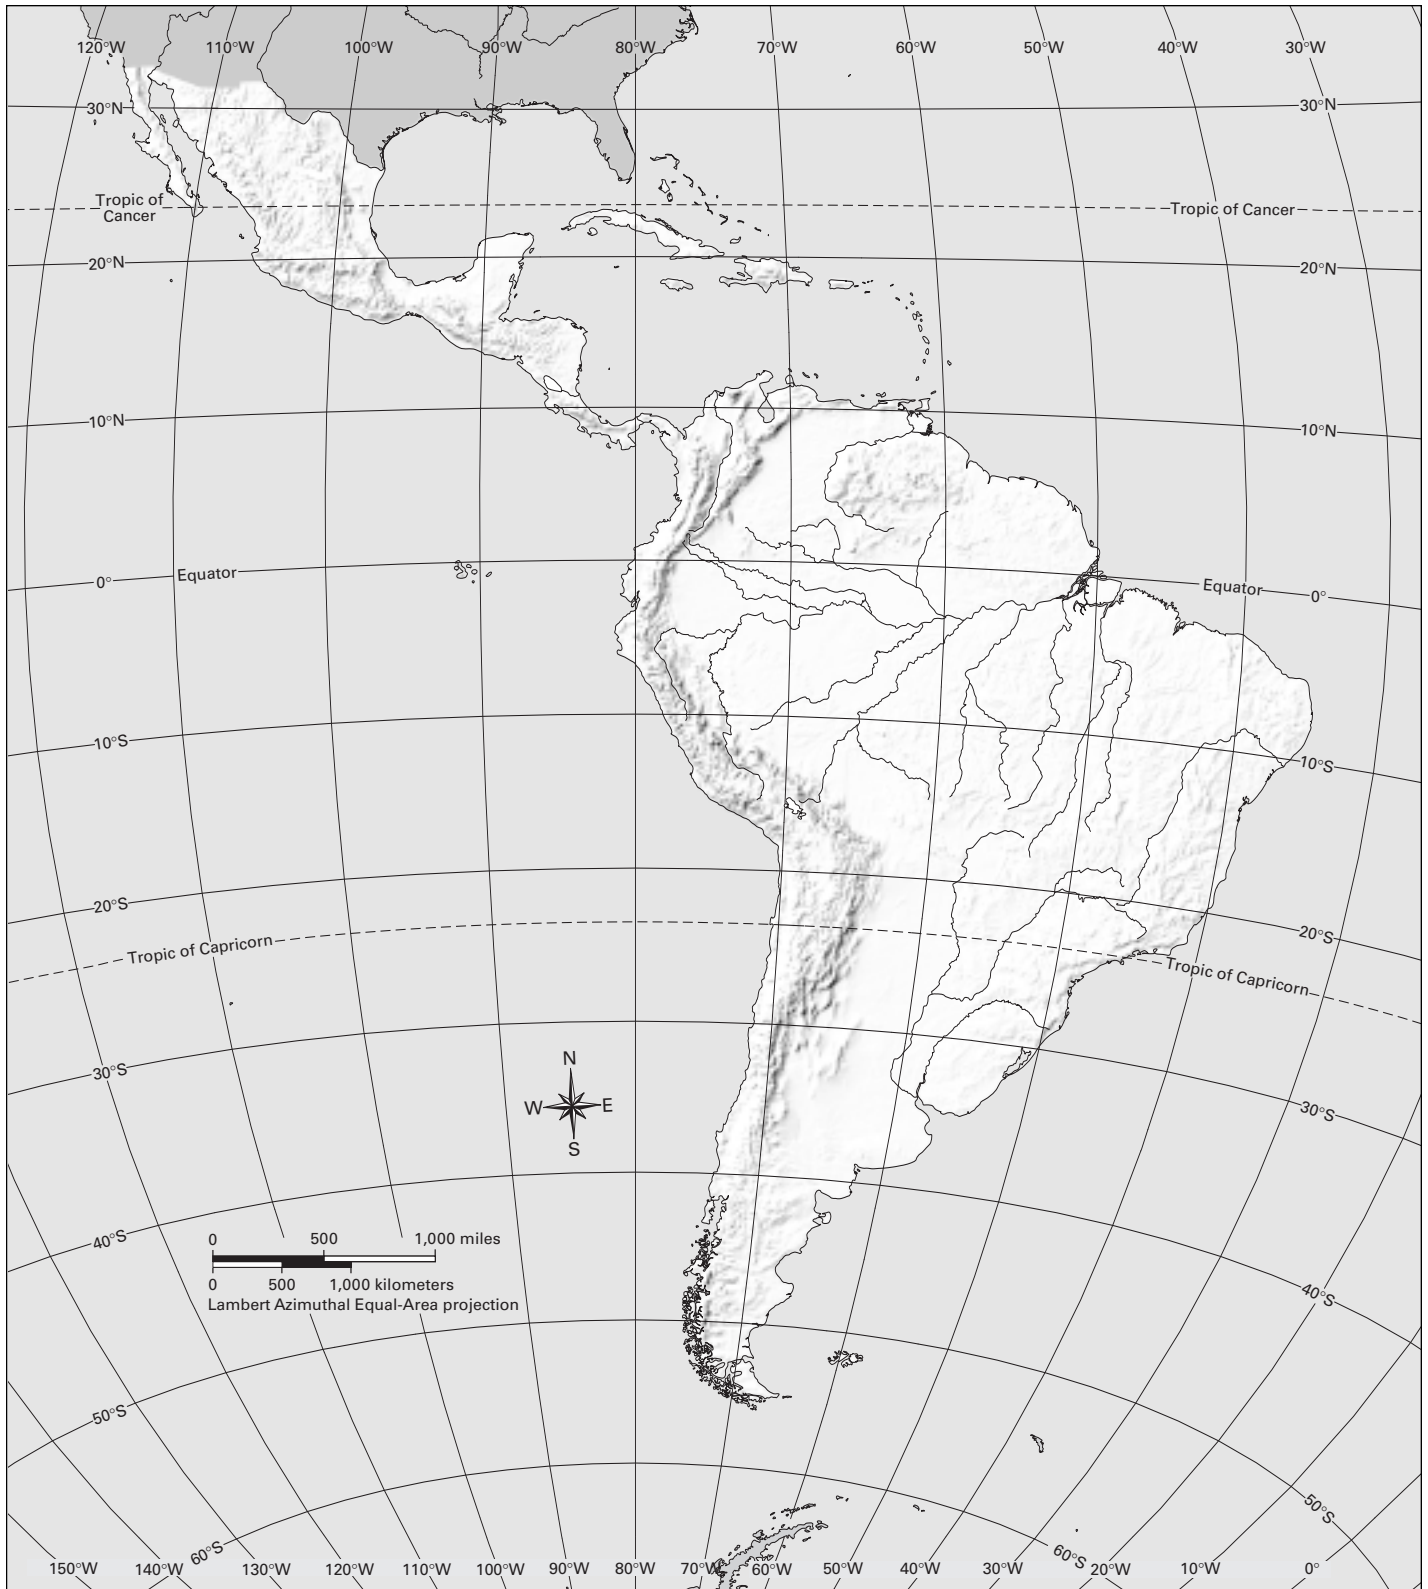 120°W 110°W 100°W 90°W 80°W 70°W 60°W 50°W 40°W 30°W
30°N 30°N
Tropic of
Cancer
Tropic of Cancer
20°N 20°N
10°N 10°N
Equator
0°
Equator
0°
10°S
10°S
20°S
20°S
Tropic of Capricorn
Tropic of Capricorn
30°S
N
W E
S
30°S
40°S
0 500 1,000 miles
0 500 1,000 kilometers
Lambert Azimuthal Equal-Area projection
40°S
50°S
50°S
60°S 60°S
150°W 140°W 130°W 120°W 110°W 100°W 90°W 80°W 70°W 60°W 50°W 40°W 30°W 20°W 10°W 0°